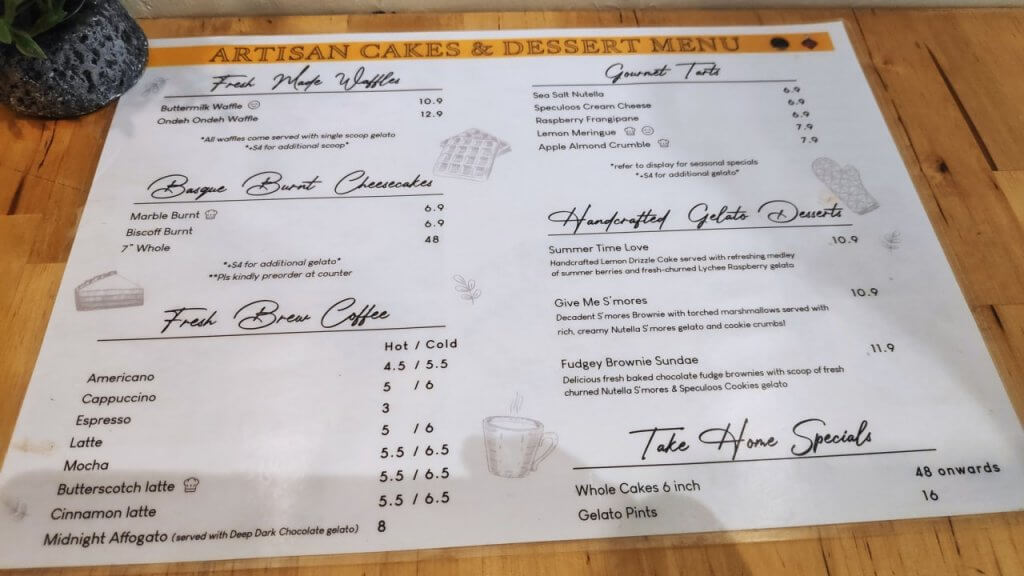 ARTISAN CAKES & DESSERT MENU
Fresh Made Waffles
Buttermilk Waffle 10.9
Ondeh Ondeh Waffle 12.9
*All waffles come served with single scoop gelato
*+$4 for additional scoop*
Basque Burnt Cheesecakes
Marble Burnt 6.9
Biscoff Burnt 6.9
7" Whole 48
*+$4 for additional gelato*
**Pls kindly preorder at counter
Fresh Brew Coffee
Hot / Cold
Americano 4.5 / 5.5
Cappuccino 5 / 6
Espresso 3
Latte 5 / 6
Mocha 5.5 / 6.5
Butterscotch latte 5.5 / 6.5
Cinnamon latte 5.5 / 6.5
Midnight Affogato (served with Deep Dark Chocolate gelato) 8
Gourmet Tarts
Sea Salt Nutella 6.9
Speculoos Cream Cheese 6.9
Raspberry Frangipane 6.9
Lemon Meringue 7.9
Apple Almond Crumble 7.9
*refer to display for seasonal specials
*+$4 for additional gelato*
Handcrafted Gelato Desserts
Summer Time Love 10.9
Handcrafted Lemon Drizzle Cake served with refreshing medley
of summer berries and fresh-churned Lychee Raspberry gelato
Give Me S'mores 10.9
Decadent S'mores Brownie with torched marshmallows served with
rich, creamy Nutella S'mores gelato and cookie crumbs!
Fudgey Brownie Sundae 11.9
Delicious fresh baked chocolate fudge brownies with scoop of fresh
churned Nutella S'mores & Speculoos Cookies gelato
Take Home Specials
Whole Cakes 6 inch 48 onwards
Gelato Pints 16